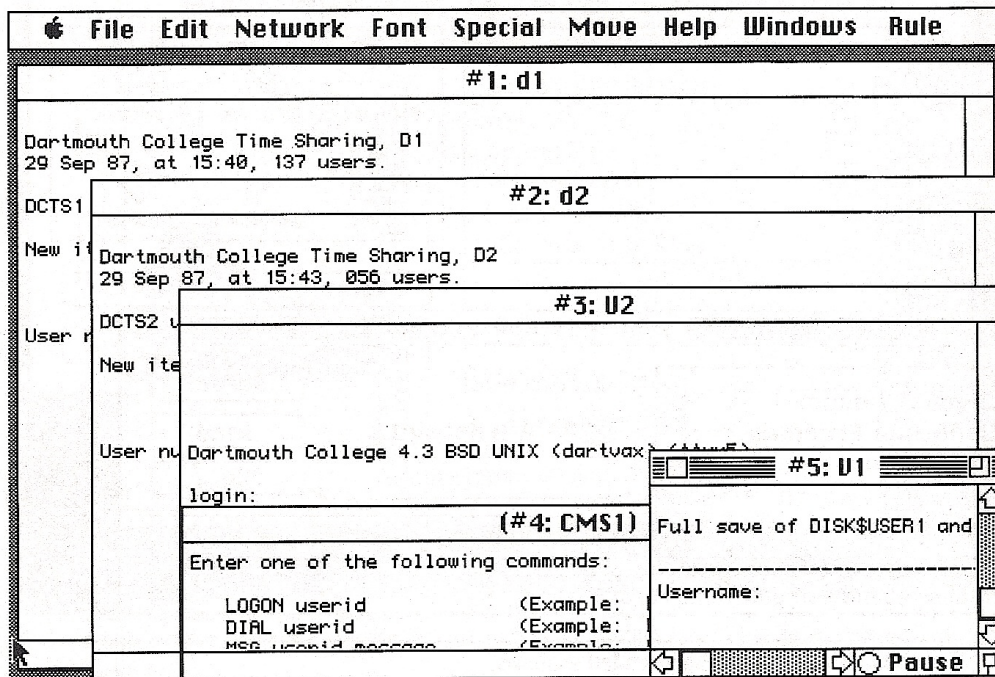 File Edit Network Font Special Move Help Windows Rule
#1: d1
Dartmouth College Time Sharing, D1
29 Sep 87, at 15:40, 137 users.
DCTS1
New
User
#2: d2
Dartmouth College Time Sharing, D2
29 Sep 87, at 15:43, 056 users.
DCTS2
New
User
#3: U2
Dartmouth College 4.3 BSD UNIX (dartvax)
login:
(#4: CMS1)
Enter one of the following commands:
LOGON userid (Example:
DIAL userid (Example:
MSG userid message (Example:
#5: V1
Full save of DISK$USER1 and
Username:
Pause